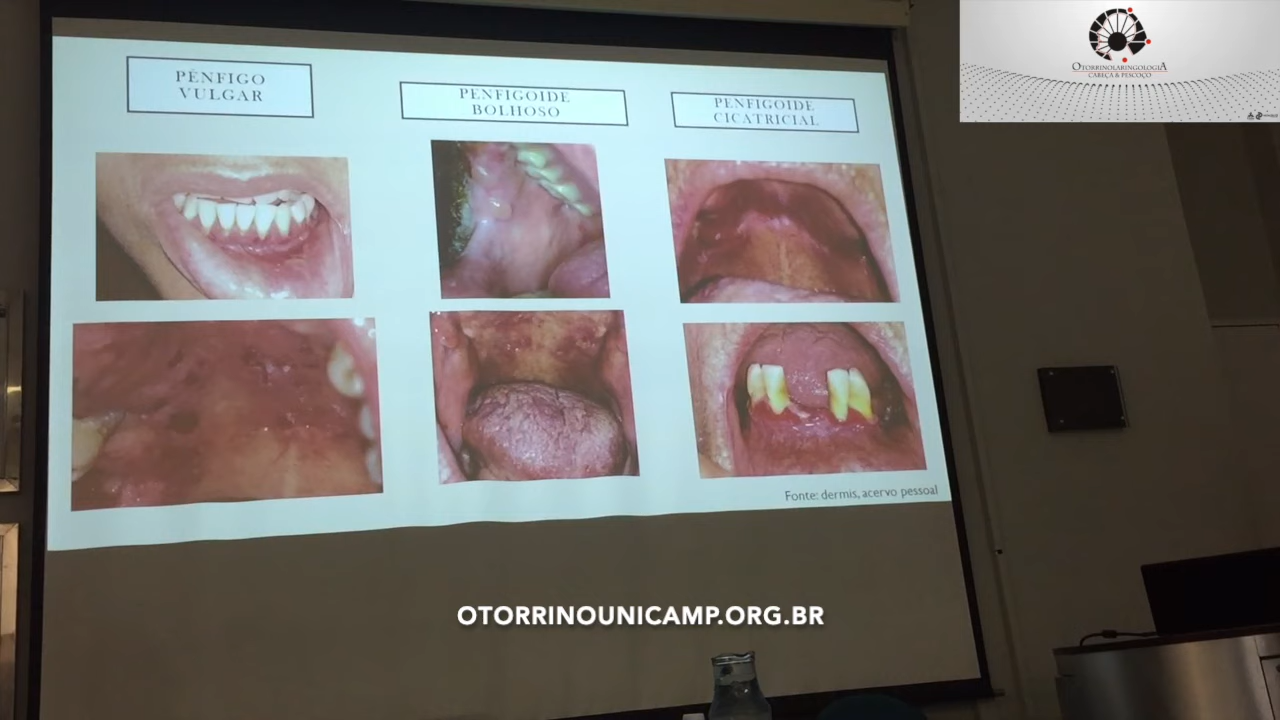 PÊNFIGO
VULGAR
PENFIGOIDE
BOLHOSO
PENFIGOIDE
CICATRICIAL
OTORRINOLARINGOLOGIA
CABEÇA & PESCOÇO
Fonte: dermis, acervo pessoal
OTORRINOUNICAMP.ORG.BR